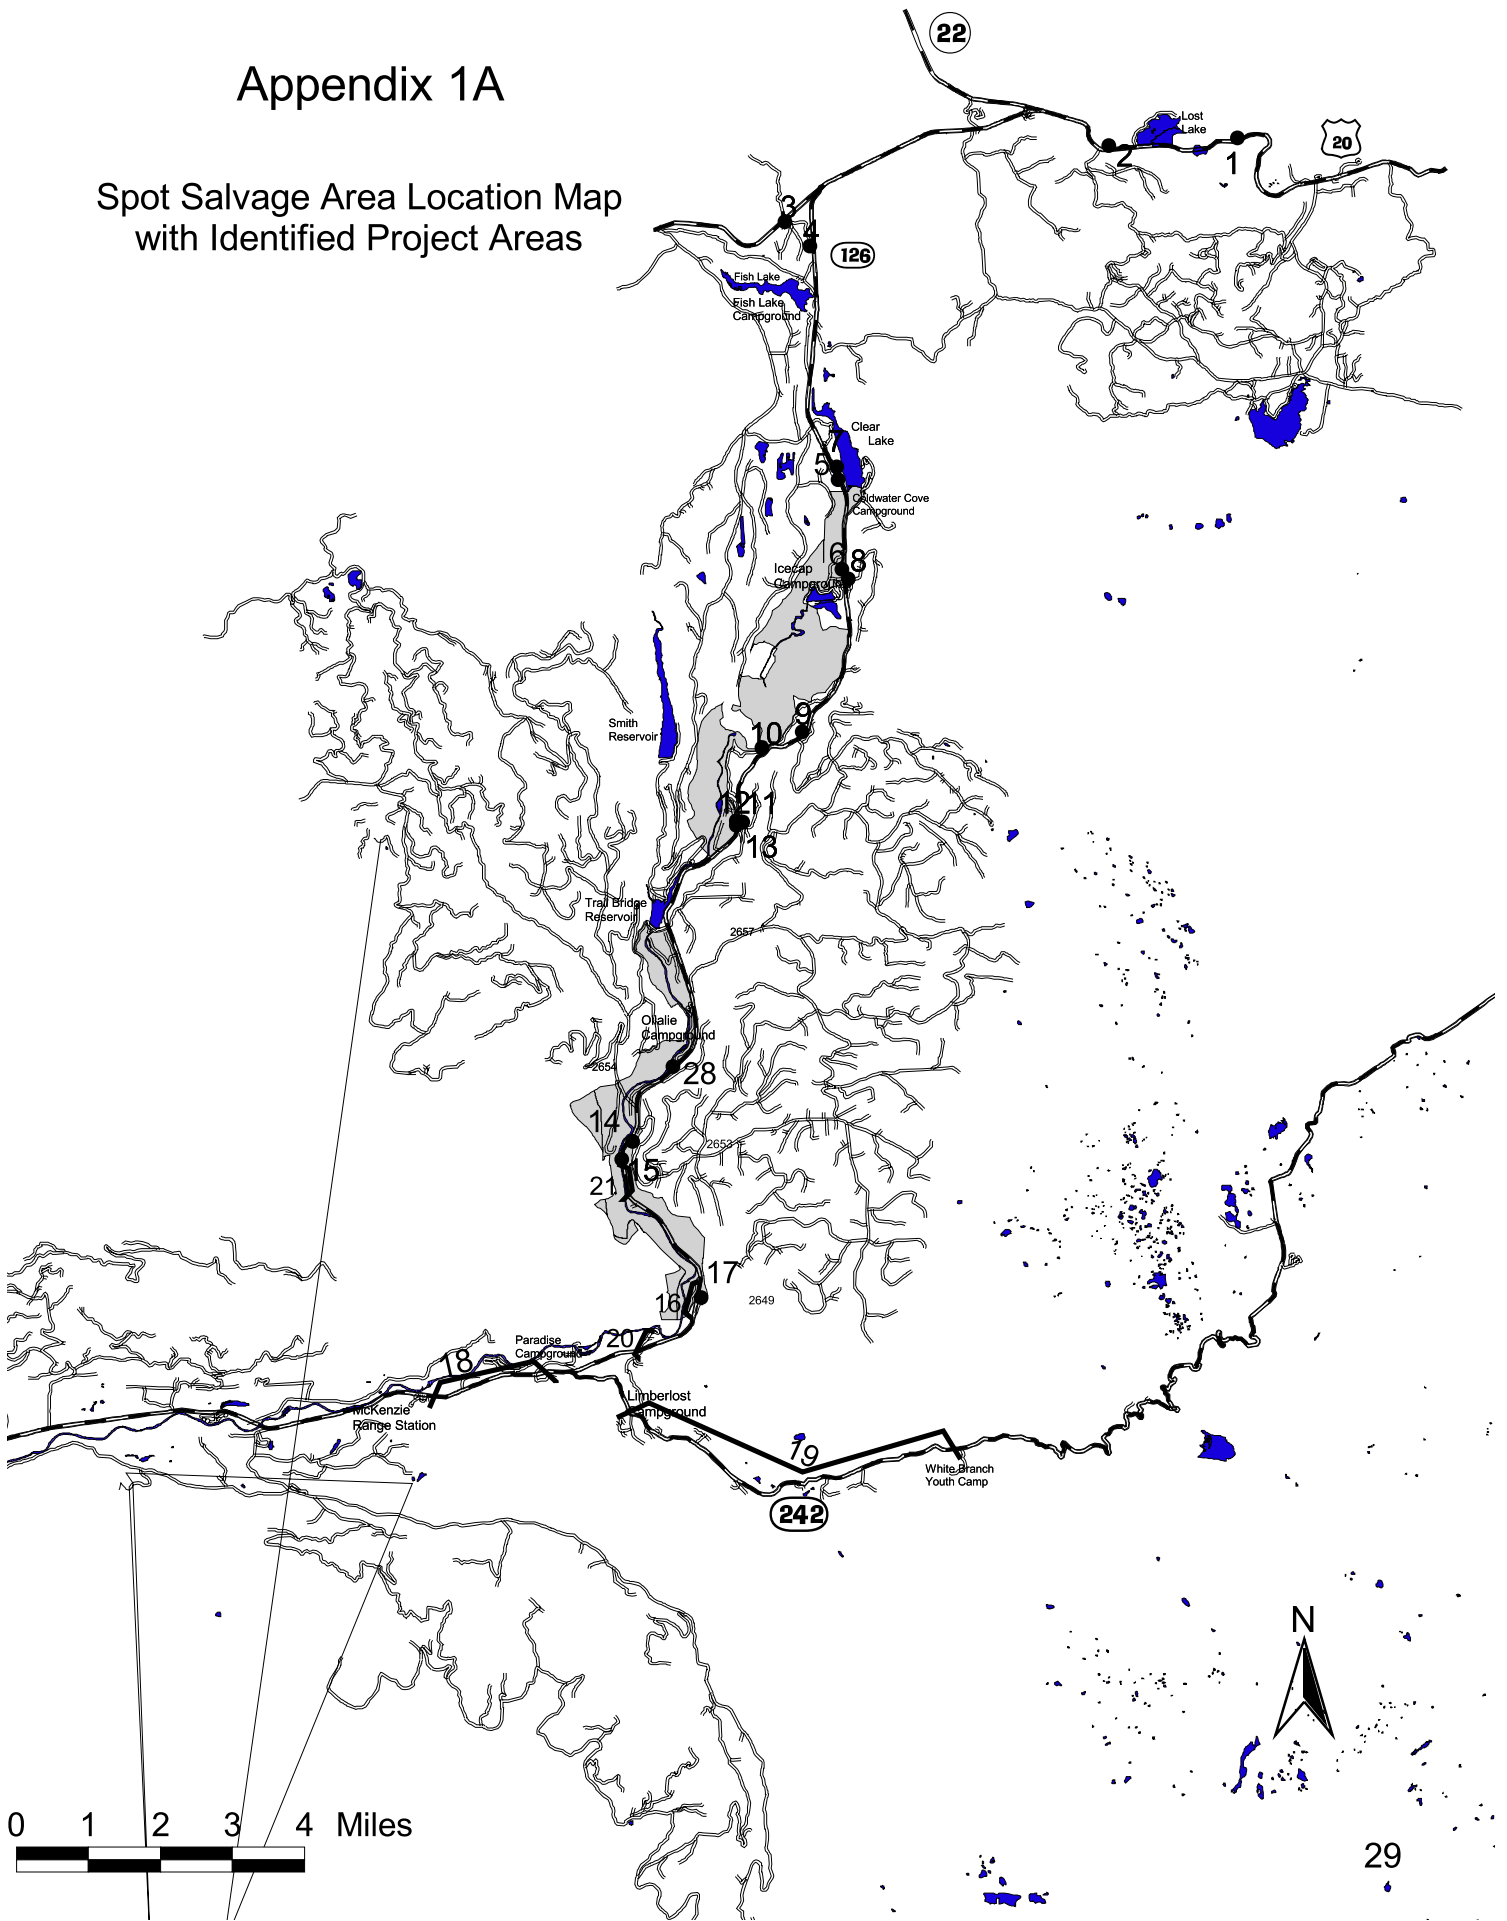 22
Appendix 1A
Lost
Lake
20
2
1
Spot Salvage Area Location Map
with Identified Project Areas
3
4
126
Fish Lake
Fish Lake
Campground
Clear
Lake
7
5
Coldwater Cove
Campground
6
8
Icecap
Campground
Smith
Reservoir
9
10
12
11
13
Trail Bridge
Reservoir
2657
Ollalie
Campground
2654
28
14
2653
15
21
17
16
2649
20
Paradise
Campground
18
Limberlost
Campground
McKenzie
Range Station
19
White Branch
Youth Camp
242
N
0 1 2 3 4 Miles
29